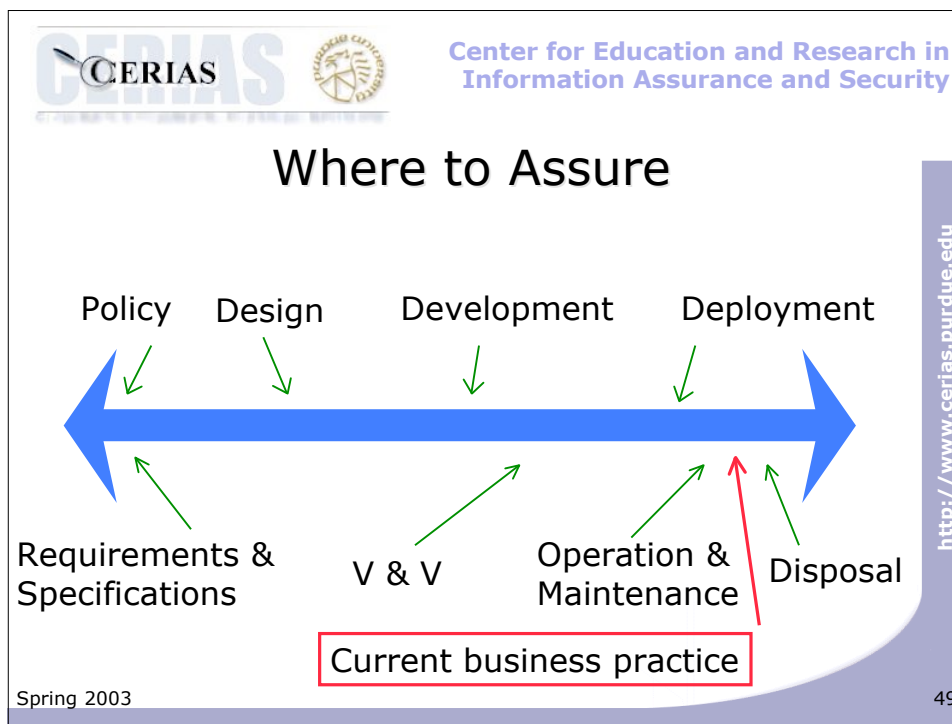 CERIAS
Center for Education and Research in
Information Assurance and Security
Where to Assure
Policy
Design
Development
Deployment
Requirements &
Specifications
V & V
Operation &
Maintenance
Disposal
Current business practice
http://www.cerias.purdue.edu
Spring 2003
49